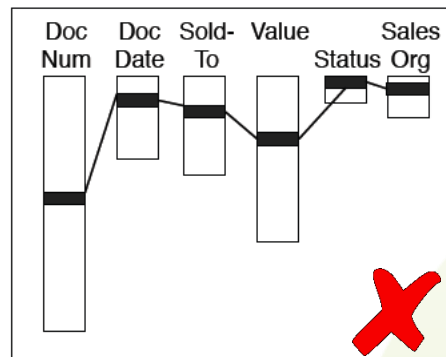 Doc Doc Sold- Value Sales
Num Date To Status Org